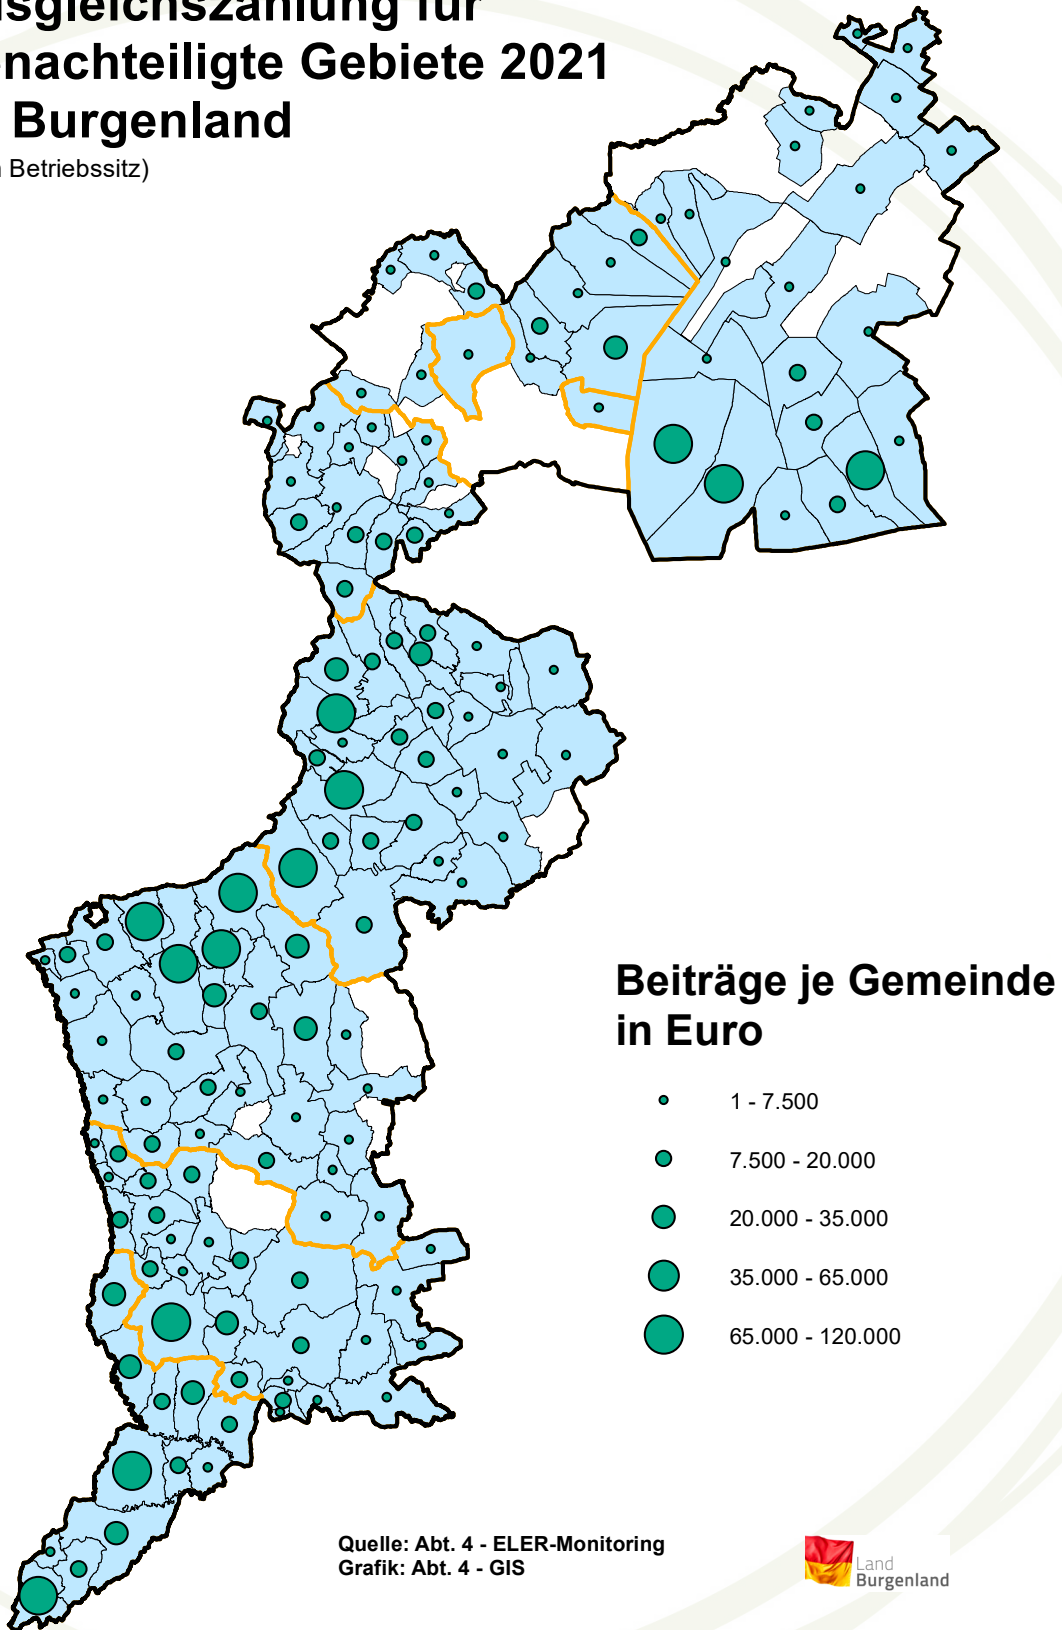 sgleichszahlung für
nachteiligte Gebiete 2021
Burgenland
Betriebssitz)
Beiträge je Gemeinde
in Euro
1 - 7.500
7.500 - 20.000
20.000 - 35.000
35.000 - 65.000
65.000 - 120.000
Quelle: Abt. 4 - ELER-Monitoring
Grafik: Abt. 4 - GIS
Land
Burgenland